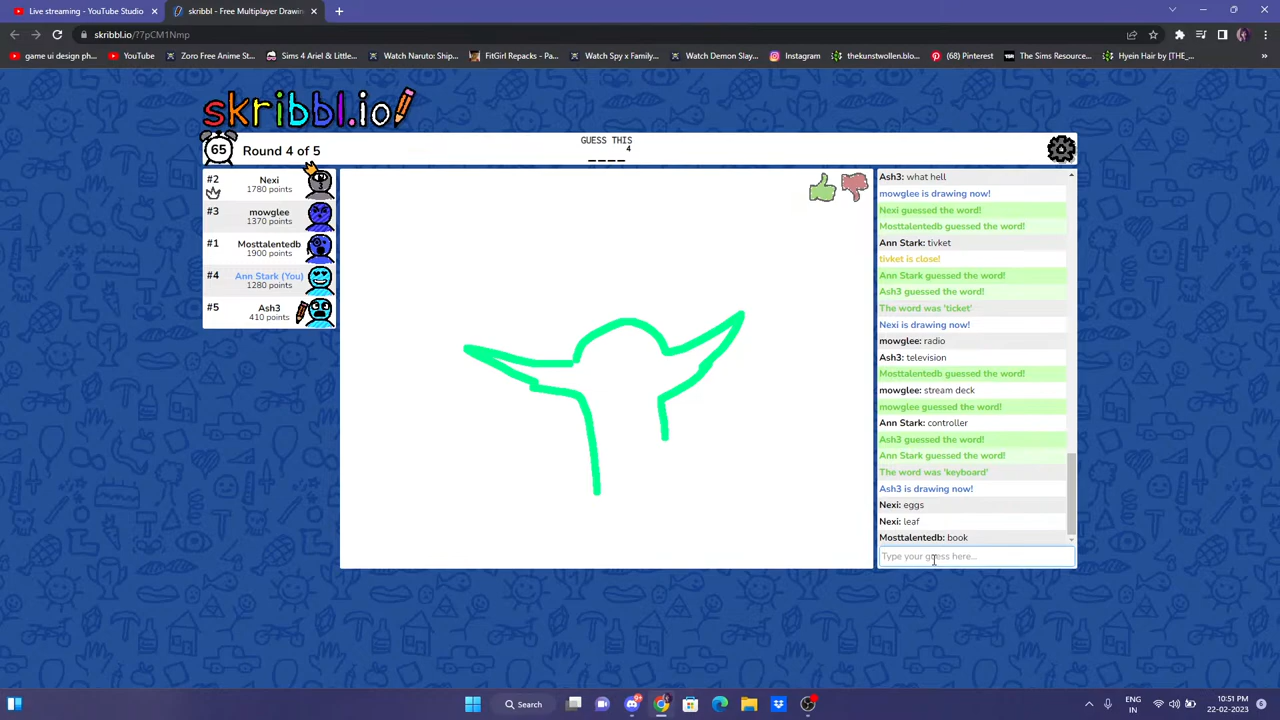 Live streaming - YouTube Studio
skribbl - Free Multiplayer Drawin
skribbl.io/?7pCM1Nmp
game ui design ph...
YouTube
Zoro Free Anime St...
Sims 4 Ariel & Little...
Watch Naruto: Ship...
FitGirl Repacks - Pa...
Watch Spy x Family...
Watch Demon Slay...
Instagram
thekunstwollen.blo...
(68) Pinterest
The Sims Resource...
Hyein Hair by [THE_...
skribbl.io
65
Round 4 of 5
GUESS THIS
4
_ _ _ _
#2
Nexi
1780 points
#3
mowglee
1370 points
#1
Mosttalentedb
1900 points
#4
Ann Stark (You)
1280 points
#5
Ash3
410 points
Ash3: what hell
mowglee is drawing now!
Nexi guessed the word!
Mosttalentedb guessed the word!
Ann Stark: tivket
tivket is close!
Ann Stark guessed the word!
Ash3 guessed the word!
The word was 'ticket'
Nexi is drawing now!
mowglee: radio
Ash3: television
Mosttalentedb guessed the word!
mowglee: stream deck
mowglee guessed the word!
Ann Stark: controller
Ash3 guessed the word!
Ann Stark guessed the word!
The word was 'keyboard'
Ash3 is drawing now!
Nexi: eggs
Nexi: leaf
Mosttalentedb: book
Type your guess here...
Search
ENG
IN
10:51 PM
22-02-2023